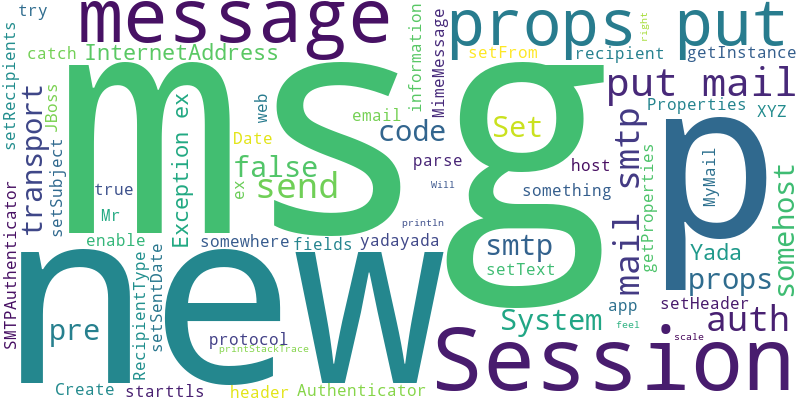 try
message
props put
right
setRecipients
catch
InternetAddress
setFrom
recipient
getInstance
information
MimeMessage
JBoss
transport
msg
p
put mail
Properties
XYZ
web
email
code
Set
Date
Exception ex
setSubject
false
parse
host
mail smtp
getProperties
MyMail
true
ex
send
Will
something
somehost
SMTPAuthenticator
Mr
println
enable
somewhere
fields
yadayada
smtp
Yada
setText
props
RecipientType
setSentDate
new
setHeader
app
System
auth
feel
pre
protocol
printStackTrace
Session
scale
Create
starttls
header
Authenticator